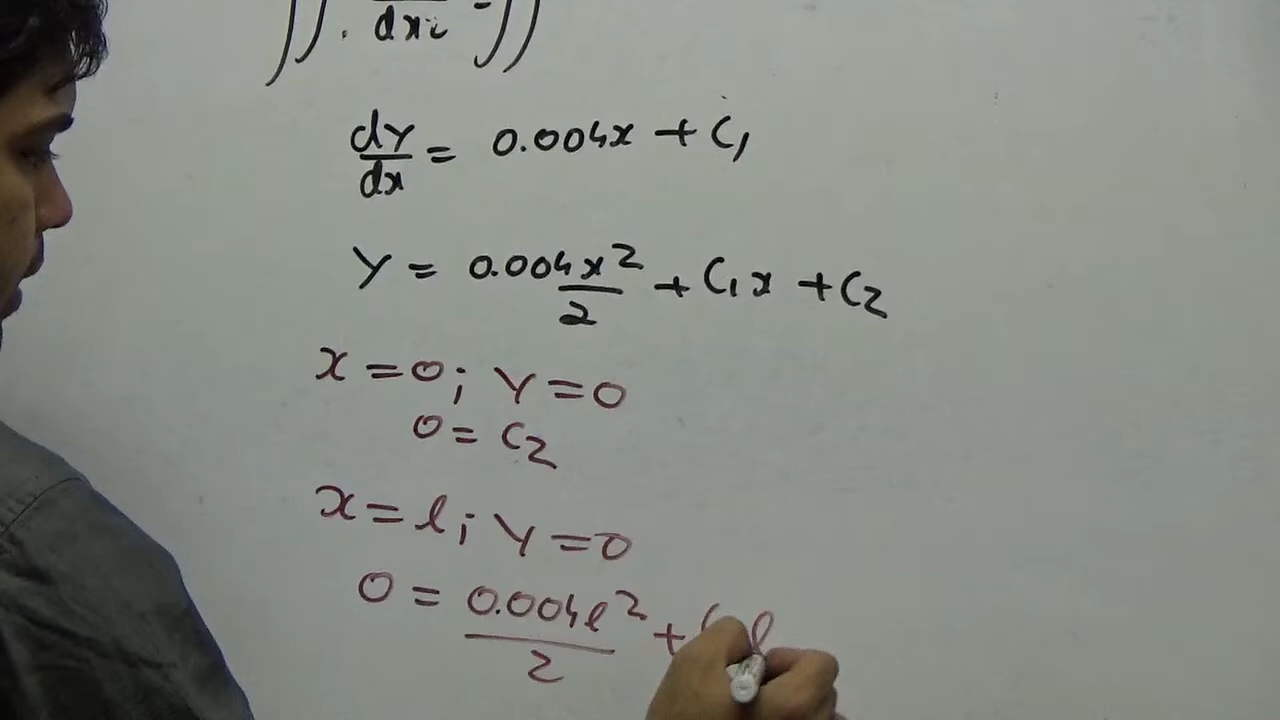 ∬ . dx² = ∬
dY/dx = 0.004x + C₁
Y = 0.004x²/2 + C₁x + C₂
x = 0; Y = 0
0 = C₂
x = l; Y = 0
0 = 0.004l²/2 + C l